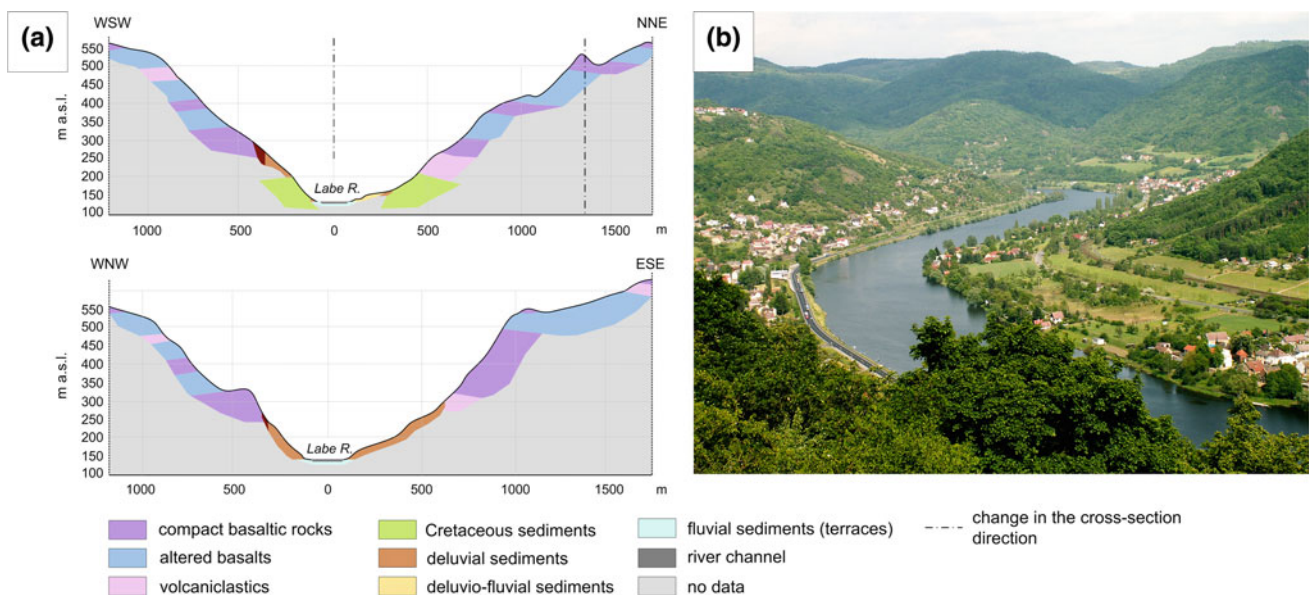 (a)
WSW
NNE
550
500
450
400
350
300
250
200
150
100
m a.s.l.
Labe R.
1000
500
0
500
1000
1500
m
WNW
ESE
550
500
450
400
350
300
250
200
150
100
m a.s.l.
Labe R.
1000
500
0
500
1000
1500
m
(b)
compact basaltic rocks
altered basalts
volcaniclastics
Cretaceous sediments
deluvial sediments
deluvio-fluvial sediments
fluvial sediments (terraces)
river channel
no data
change in the cross-section
direction